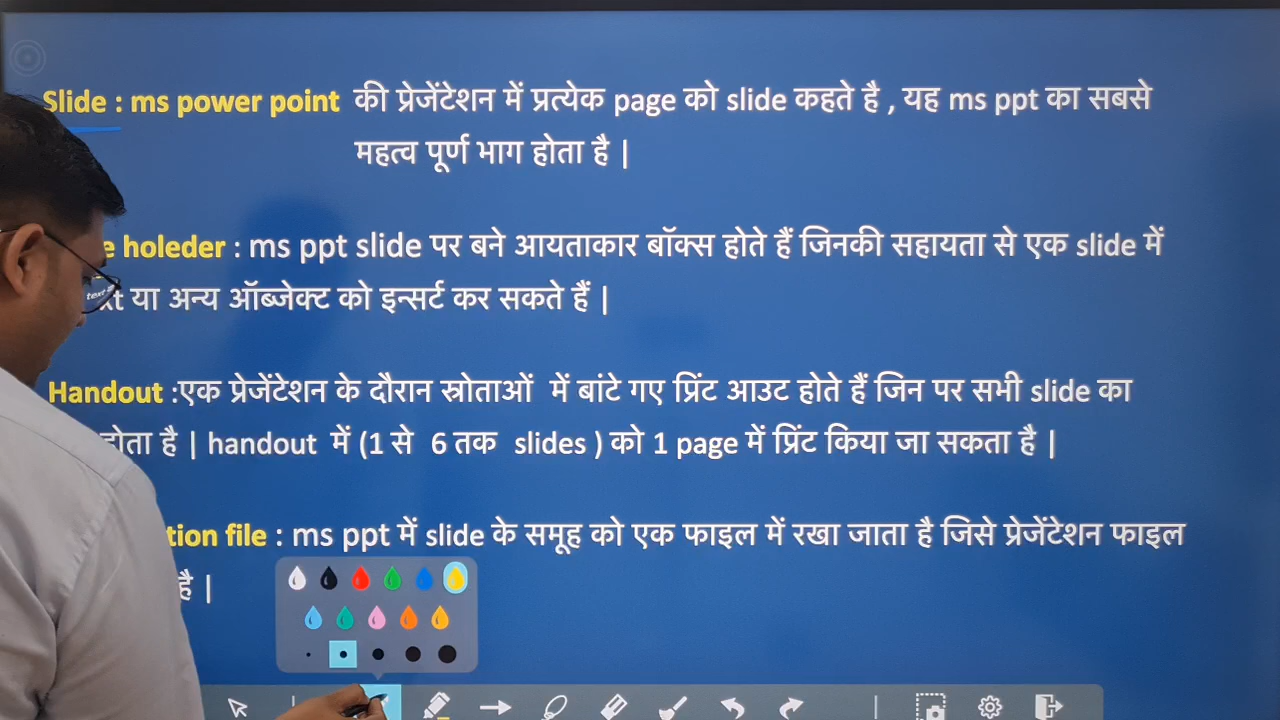 Slide : ms power point की प्रेजेंटेशन में प्रत्येक page को slide कहते है , यह ms ppt का सबसे
महत्व पूर्ण भाग होता है |
holeder : ms ppt slide पर बने आयताकार बॉक्स होते हैं जिनकी सहायता से एक slide में
text या अन्य ऑब्जेक्ट को इन्सर्ट कर सकते हैं |
Handout :एक प्रेजेंटेशन के दौरान स्रोताओं में बांटे गए प्रिंट आउट होते हैं जिन पर सभी slide का
होता है | handout में (1 से 6 तक slides ) को 1 page में प्रिंट किया जा सकता है |
tion file : ms ppt में slide के समूह को एक फाइल में रखा जाता है जिसे प्रेजेंटेशन फाइल
है |